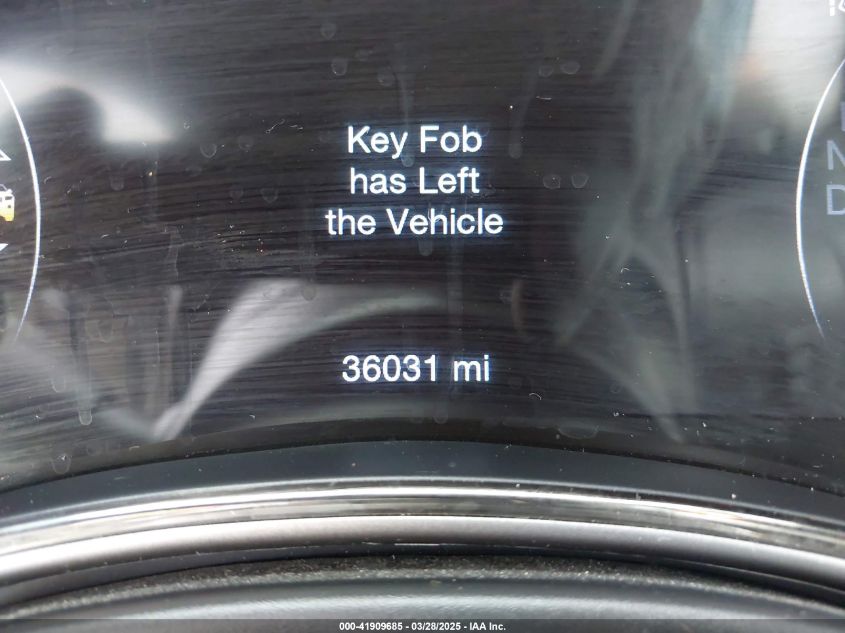 Key Fob
has Left
the Vehicle
N
D
36031 mi
000-41909685 - 03/28/2025 - IAA Inc.